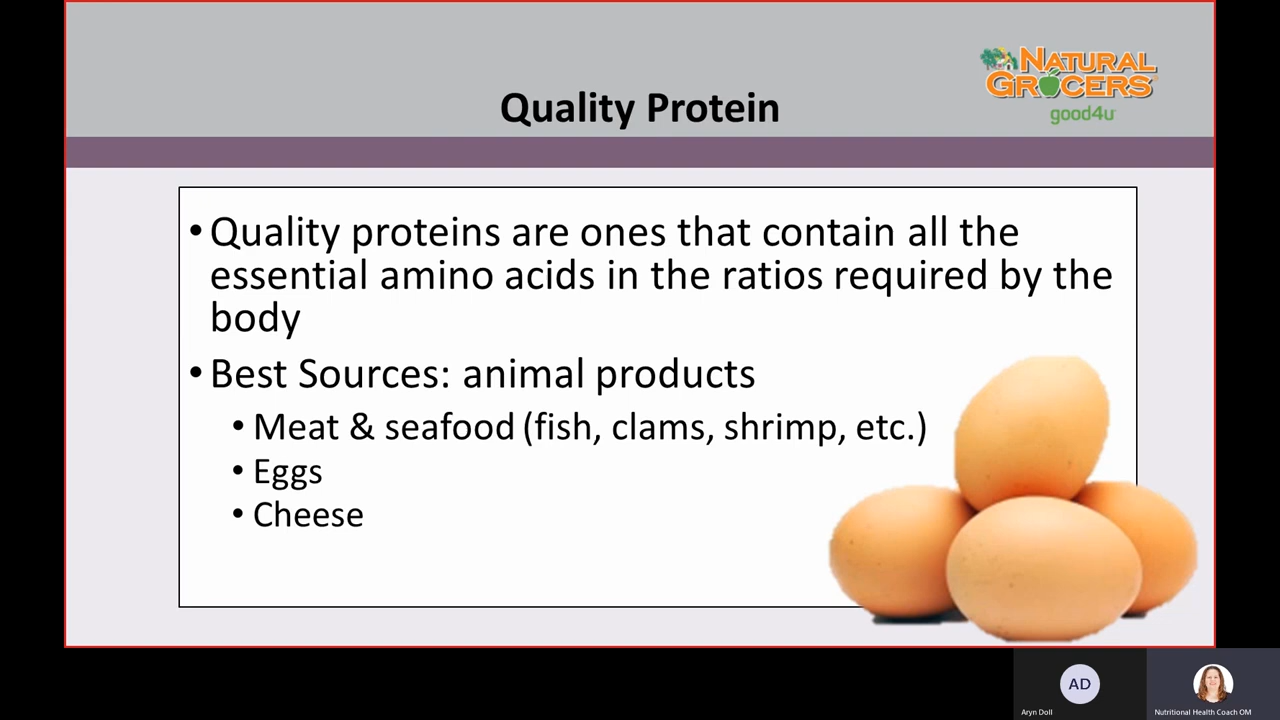 NATURAL
GROCERS
good4u
Quality Protein
• Quality proteins are ones that contain all the
essential amino acids in the ratios required by the
body
• Best Sources: animal products
• Meat & seafood (fish, clams, shrimp, etc.)
• Eggs
• Cheese
AD
Aryn Doll
Nutritional Health Coach OM